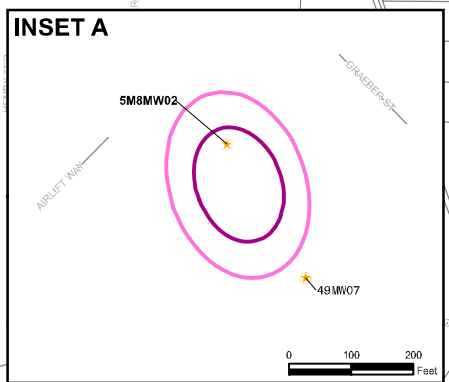 INSET A
GRAEBER ST
5M8MW02
AIRLIFT WAY
49MW07
0 100 200
Feet